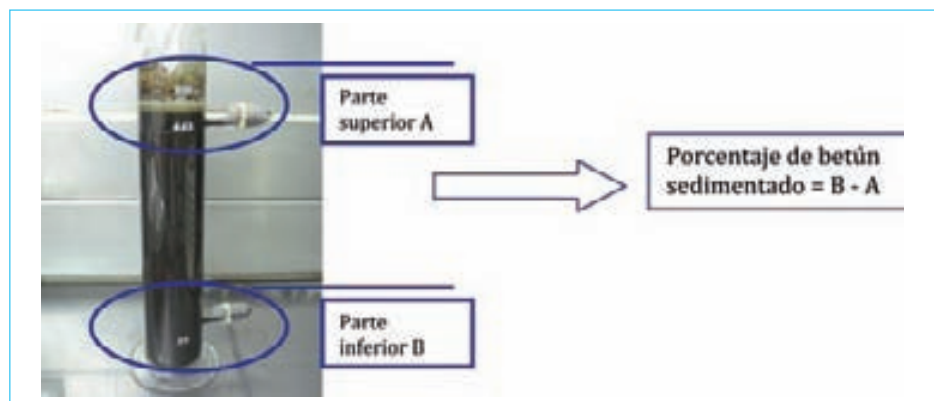 Parte
superior A
Porcentaje de betún
sedimentado = B - A
Parte
inferior B